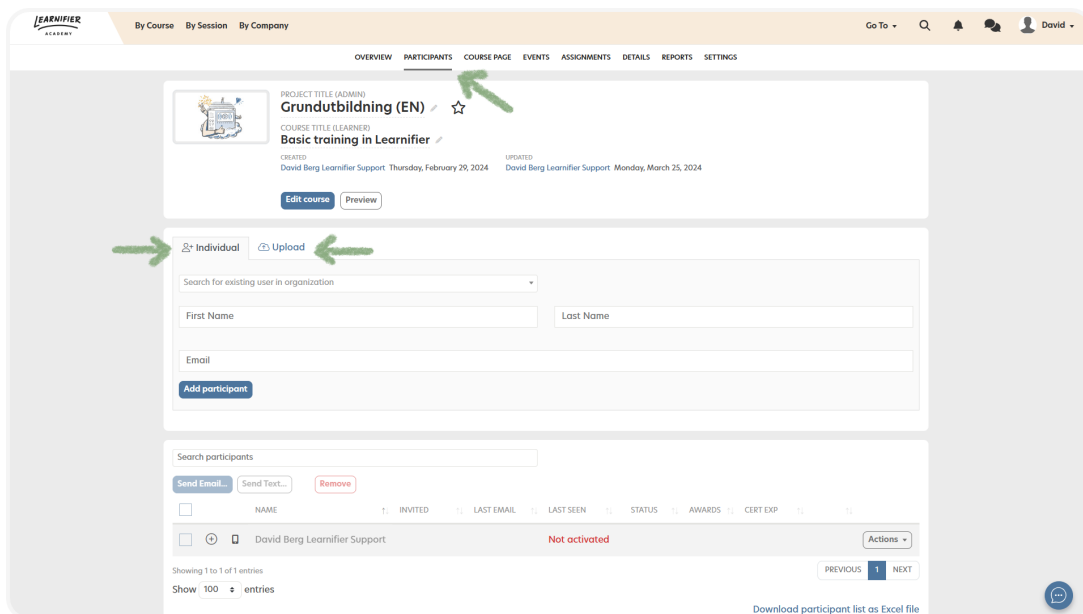 LEARNIFIER
ACADEMY
By Course By Session By Company
Go To
David
OVERVIEW PARTICIPANTS COURSE PAGE EVENTS ASSIGNMENTS DETAILS REPORTS SETTINGS
PROJECT TITLE (ADMIN)
Grundutbildning (EN)
COURSE TITLE (LEARNER)
Basic training in Learnifier
CREATED UPDATED
David Berg Learnifier Support Thursday, February 29, 2024 David Berg Learnifier Support Monday, March 25, 2024
Edit course Preview
Individual Upload
Search for existing user in organization
First Name Last Name
Email
Add participant
Search participants
Send Email... Send Text... Remove
NAME INVITED LAST EMAIL LAST SEEN STATUS AWARDS CERT EXP
David Berg Learnifier Support Not activated Actions
Showing 1 to 1 of 1 entries
PREVIOUS 1 NEXT
Show 100 entries
Download participant list as Excel file